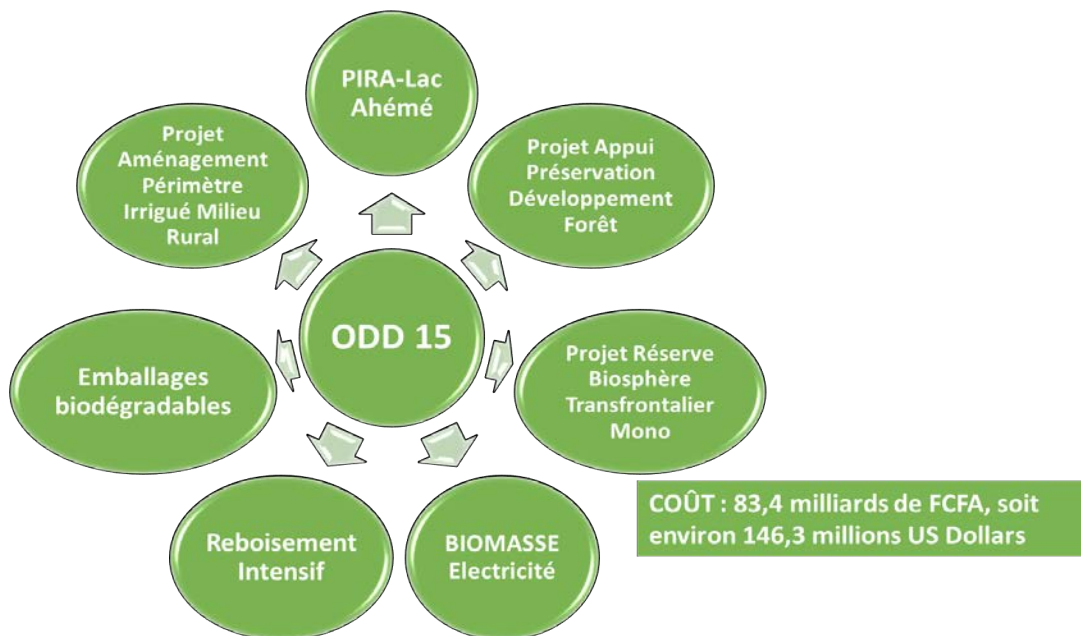 PIRA-Lac
Ahémé
Projet
Aménagement
Périmètre
Irrigué Milieu
Rural
Projet Appui
Préservation
Développement
Forêt
ODD 15
Emballages
biodégradables
Projet Réserve
Biosphère
Transfrontalier
Mono
Reboisement
Intensif
BIOMASSE
Electricité
COÛT : 83,4 milliards de FCFA, soit
environ 146,3 millions US Dollars